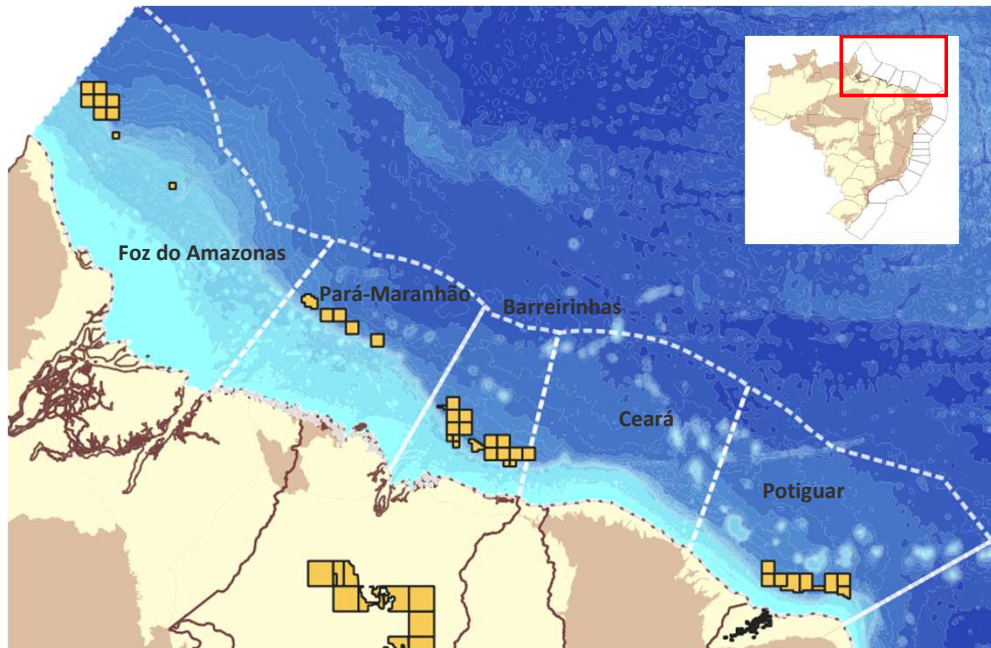 Foz do Amazonas
Pará-Maranhão
Barreirinhas
Ceará
Potiguar